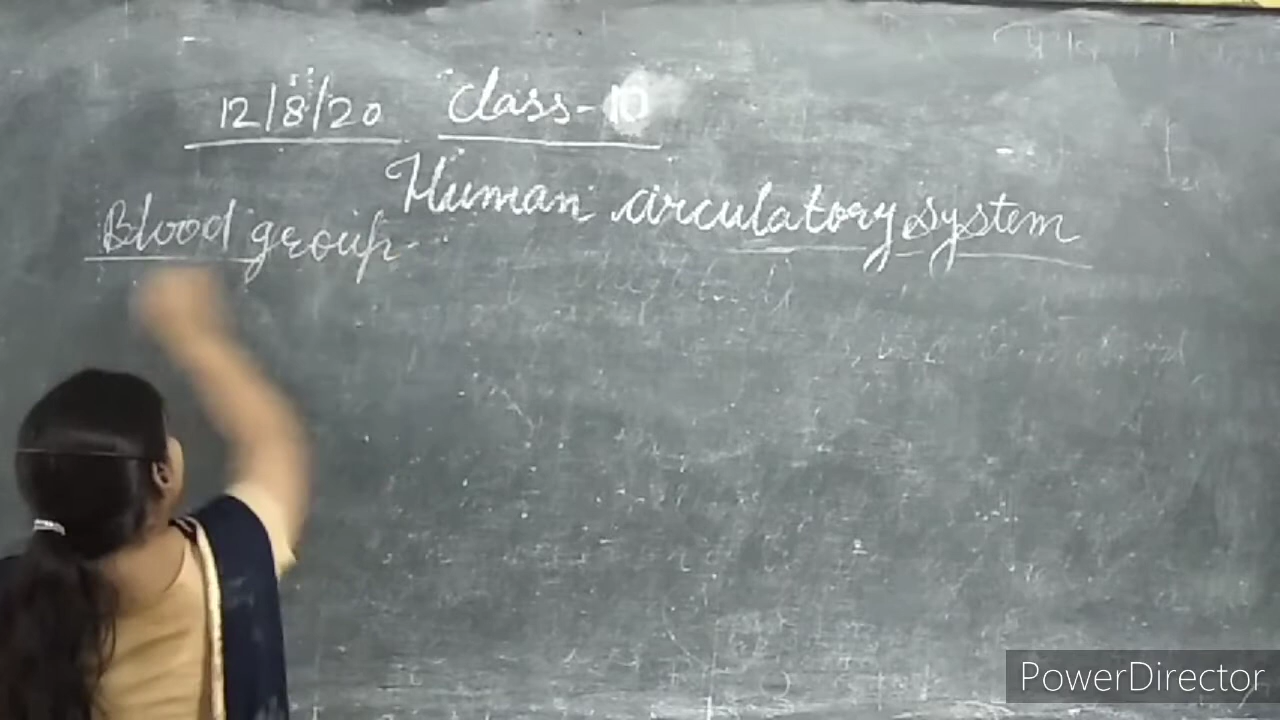 12/8/20 Class-10
Human circulatory system
Blood group-
PowerDirector